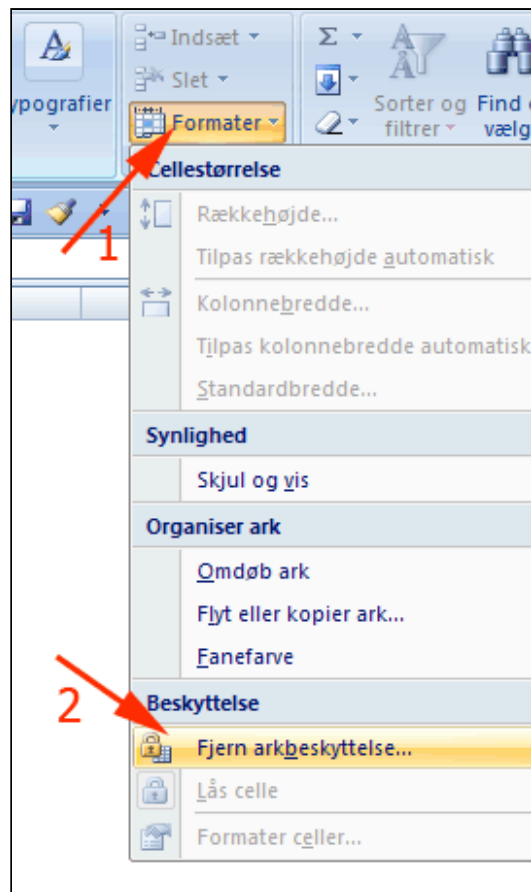 Indsæt
Slet
ypografier
Formater
Σ
Sorter og
filtrer
Find
vælg
1
Cellestørrelse
Rækkehøjde...
Tilpas rækkehøjde automatisk
Kolonnebredde...
Tilpas kolonnebredde automatisk
Standardbredde...
Synlighed
Skjul og vis
Organiser ark
Omdøb ark
Flyt eller kopier ark...
Fanefarve
2
Beskyttelse
Fjern arkbeskyttelse...
Lås celle
Formater celler...